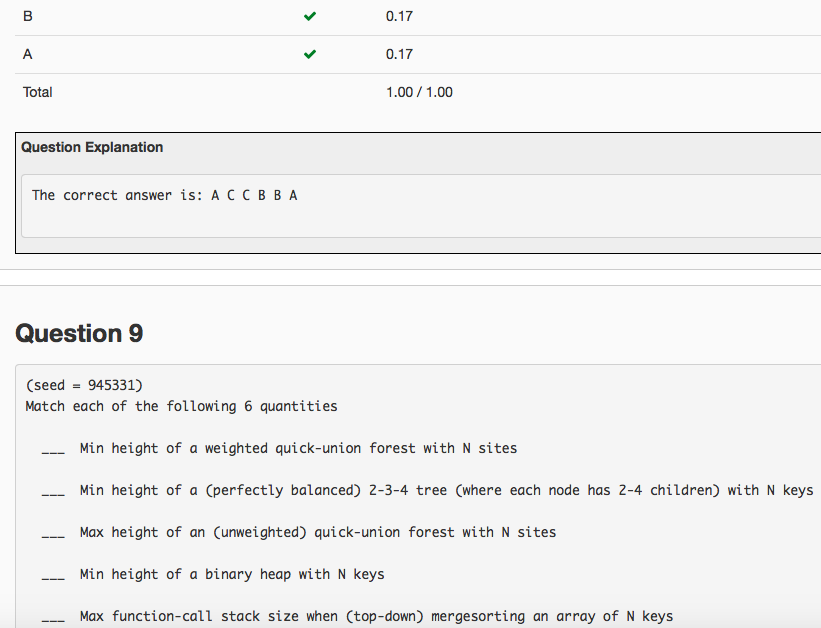 B 0.17
A 0.17
Total 1.00 / 1.00
Question Explanation
The correct answer is: A C C B B A
Question 9
(seed = 945331)
Match each of the following 6 quantities
___ Min height of a weighted quick-union forest with N sites
___ Min height of a (perfectly balanced) 2-3-4 tree (where each node has 2-4 children) with N keys
___ Max height of an (unweighted) quick-union forest with N sites
___ Min height of a binary heap with N keys
___ Max function-call stack size when (top-down) mergesorting an array of N keys